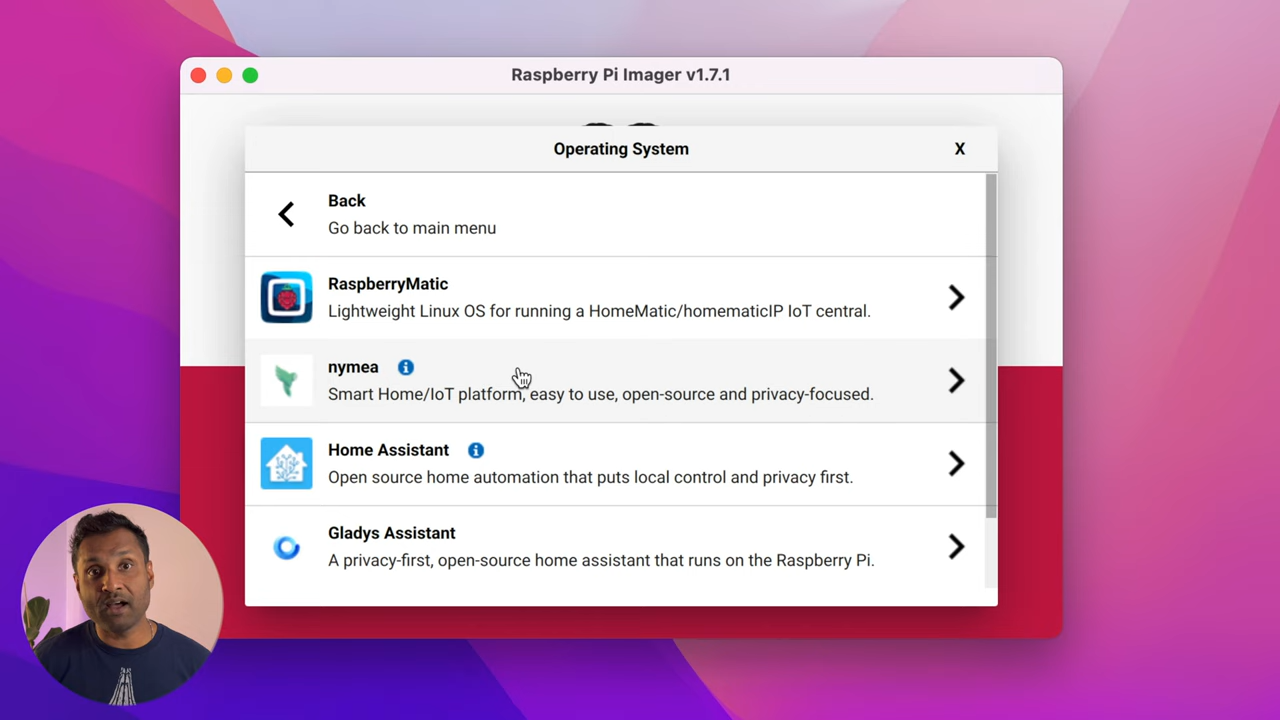 Raspberry Pi Imager v1.7.1
Operating System
X
Back
Go back to main menu
RaspberryMatic
Lightweight Linux OS for running a HomeMatic/homematicIP IoT central.
nymea
Smart Home/IoT platform, easy to use, open-source and privacy-focused.
Home Assistant
Open source home automation that puts local control and privacy first.
Gladys Assistant
A privacy-first, open-source home assistant that runs on the Raspberry Pi.